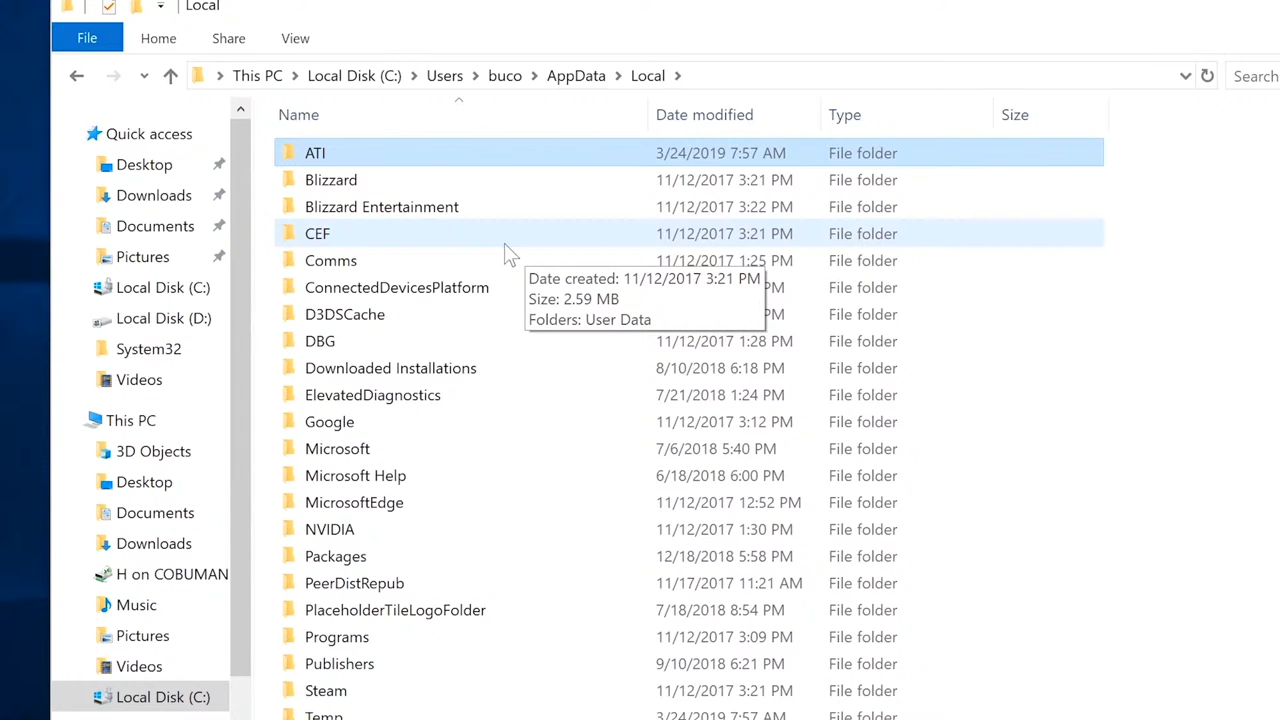 Local
File Home Share View
This PC Local Disk (C:) Users buco AppData Local Search
Name Date modified Type Size
Quick access
Desktop
Downloads
Documents
Pictures
Local Disk (C:)
Local Disk (D:)
System32
Videos
This PC
3D Objects
Desktop
Documents
Downloads
H on COBUMAN
Music
Pictures
Videos
Local Disk (C:)
ATI 3/24/2019 7:57 AM File folder
Blizzard 11/12/2017 3:21 PM File folder
Blizzard Entertainment 11/12/2017 3:22 PM File folder
CEF 11/12/2017 3:21 PM File folder
Comms 11/12/2017 1:25 PM File folder
ConnectedDevicesPlatform PM File folder
D3DSCache PM File folder
DBG 11/12/2017 1:28 PM File folder
Downloaded Installations 8/10/2018 6:18 PM File folder
ElevatedDiagnostics 7/21/2018 1:24 PM File folder
Google 11/12/2017 3:12 PM File folder
Microsoft 7/6/2018 5:40 PM File folder
Microsoft Help 6/18/2018 6:00 PM File folder
MicrosoftEdge 11/12/2017 12:52 PM File folder
NVIDIA 11/12/2017 1:30 PM File folder
Packages 12/18/2018 5:58 PM File folder
PeerDistRepub 11/17/2017 11:21 AM File folder
PlaceholderTileLogoFolder 7/18/2018 8:54 PM File folder
Programs 11/12/2017 3:09 PM File folder
Publishers 9/10/2018 6:21 PM File folder
Steam 11/12/2017 3:21 PM File folder
Temp 3/24/2019 7:57 AM File folder
Date created: 11/12/2017 3:21 PM
Size: 2.59 MB
Folders: User Data